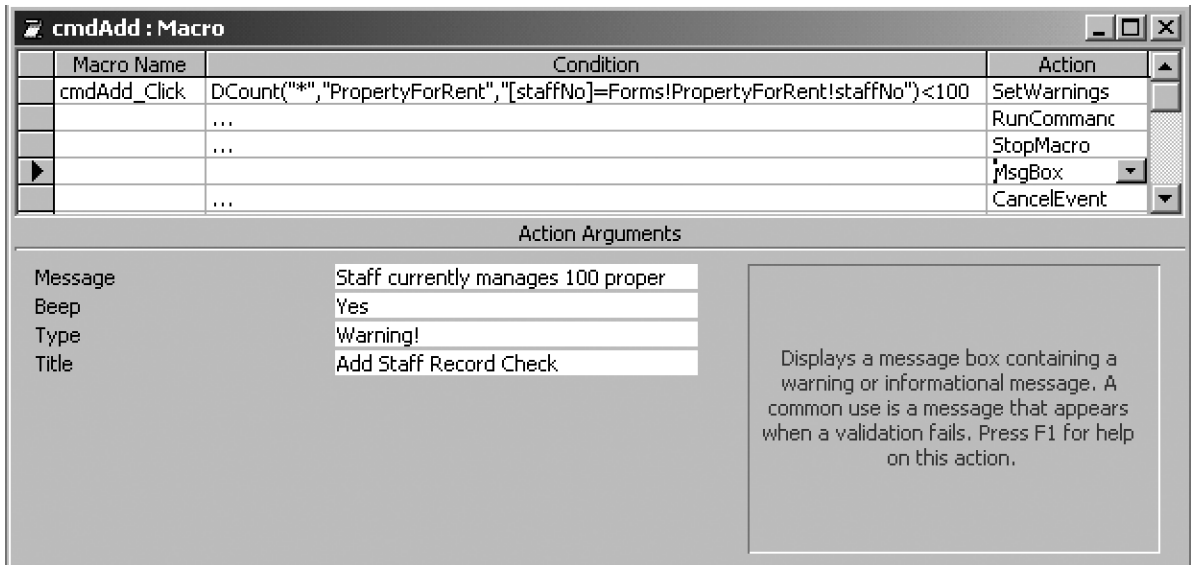 cmdAdd : Macro
Macro Name Condition Action
cmdAdd_Click DCount("*","PropertyForRent","[staffNo]=Forms!PropertyForRent!staffNo")<100 SetWarnings
... RunCommanc
... StopMacro
MsgBox
... CancelEvent
Action Arguments
Message Staff currently manages 100 proper
Beep Yes
Type Warning!
Title Add Staff Record Check
Displays a message box containing a
warning or informational message. A
common use is a message that appears
when a validation fails. Press F1 for help
on this action.